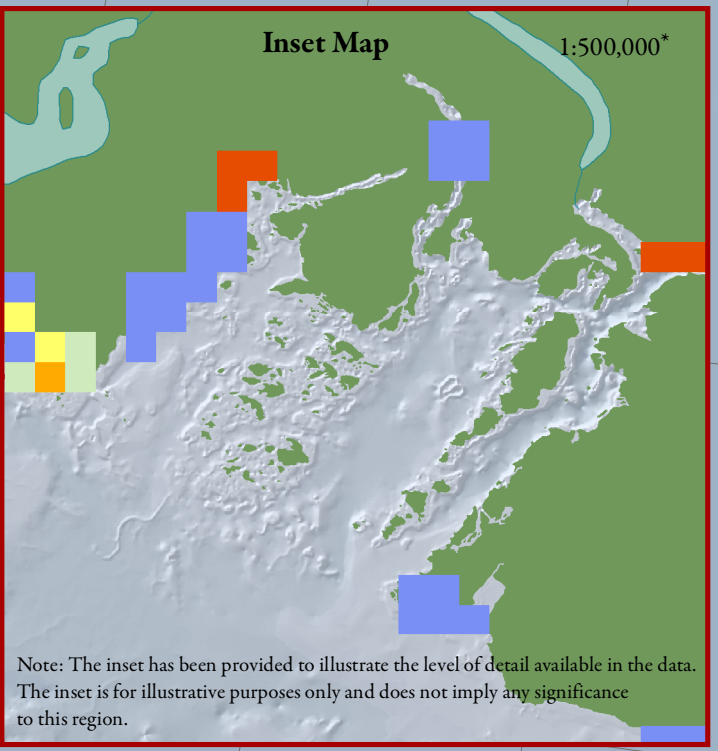 Inset Map
1:500,000*
Note: The inset has been provided to illustrate the level of detail available in the data.
The inset is for illustrative purposes only and does not imply any significance
to this region.